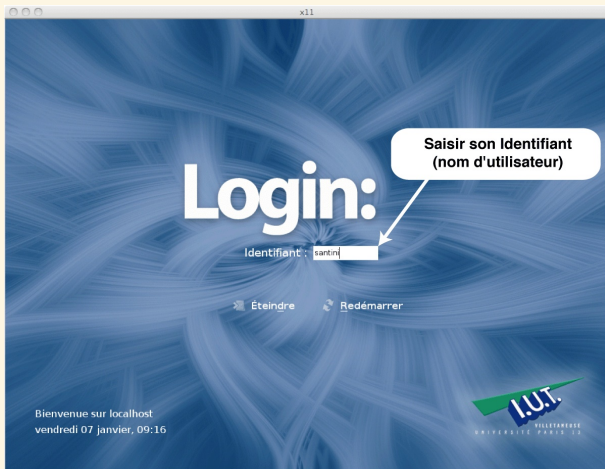 x11
Saisir son Identifiant
(nom d'utilisateur)
Login:
Identifiant : santini
Éteindre Redémarrer
Bienvenue sur localhost
vendredi 07 janvier, 09:16
I.U.T.
VILLETANEUSE
UNIVERSITÉ PARIS 13